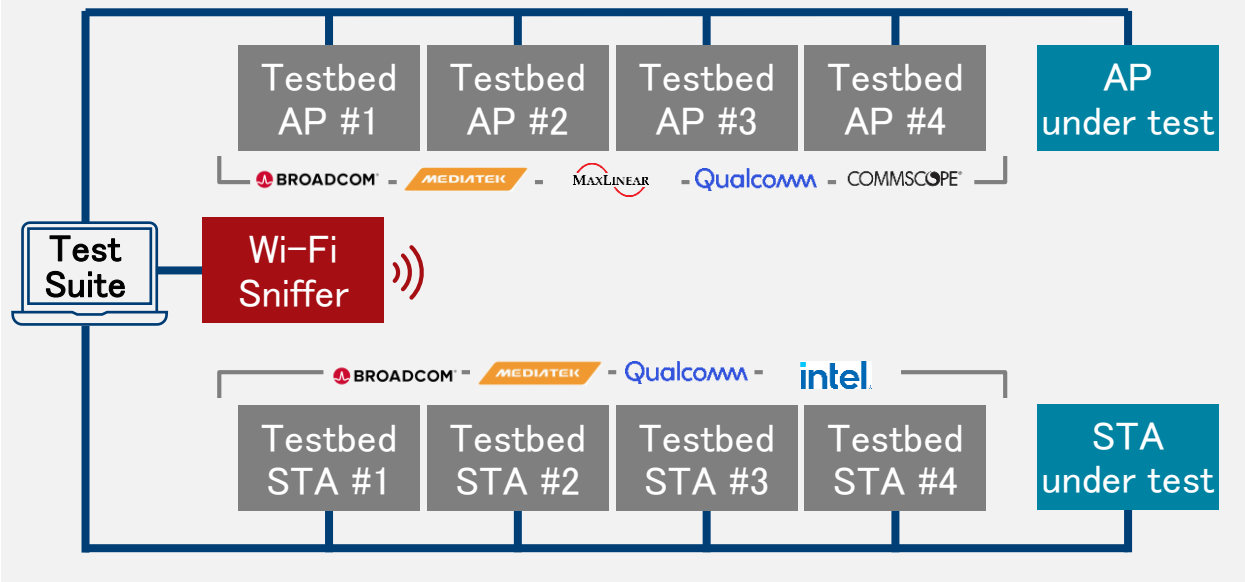 Testbed
AP #1
Testbed
AP #2
Testbed
AP #3
Testbed
AP #4
AP
under test
BROADCOM
MEDIATEK
MAXLINEAR
Qualcomm
COMMSCOPE
Test
Suite
Wi-Fi
Sniffer
BROADCOM
MEDIATEK
Qualcomm
intel
Testbed
STA #1
Testbed
STA #2
Testbed
STA #3
Testbed
STA #4
STA
under test